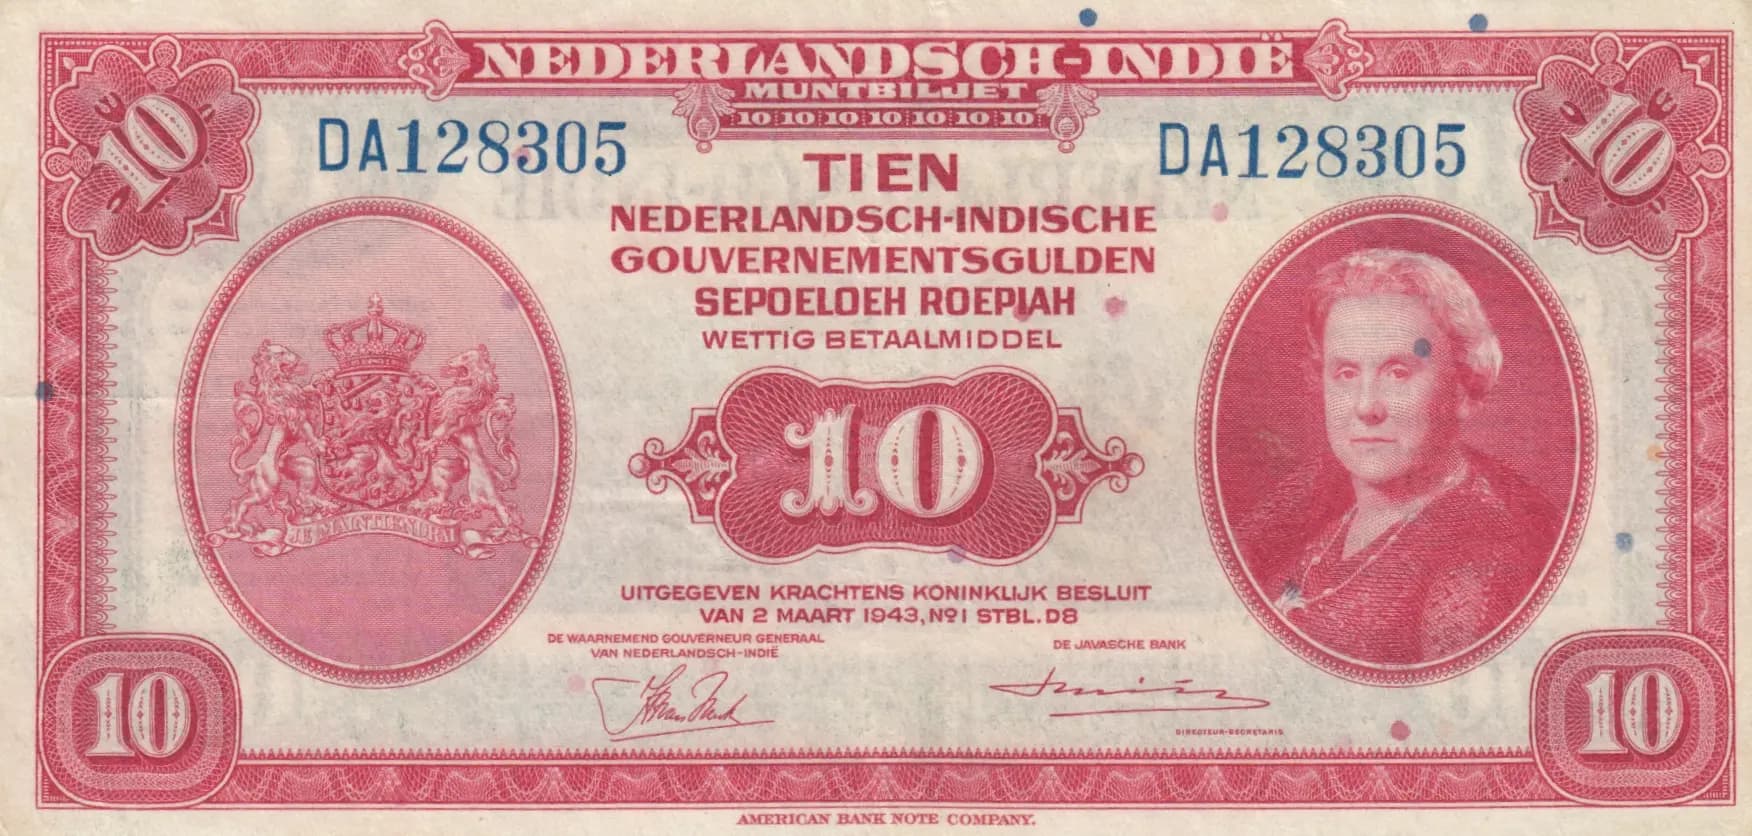 NEDERLANDSCH-INDIË
MUNTBILJET
10 10 10 10 10 10 10
10
10
DA128305
DA128305
TIEN
NEDERLANDSCH-INDISCHE
GOUVERNEMENTSGULDEN
SEPOELOEH ROEPIAH
WETTIG BETAALMIDDEL
10
JE MAINTIENDRAI
UITGEGEVEN KRACHTENS KONINKLIJK BESLUIT
VAN 2 MAART 1943, Nº 1 STBL. D8
DE WAARNEMEND GOUVERNEUR GENERAAL
VAN NEDERLANDSCH-INDIË
DE JAVASCHE BANK
DIRECTEUR-SECRETARIS
10
10
AMERICAN BANK NOTE COMPANY.